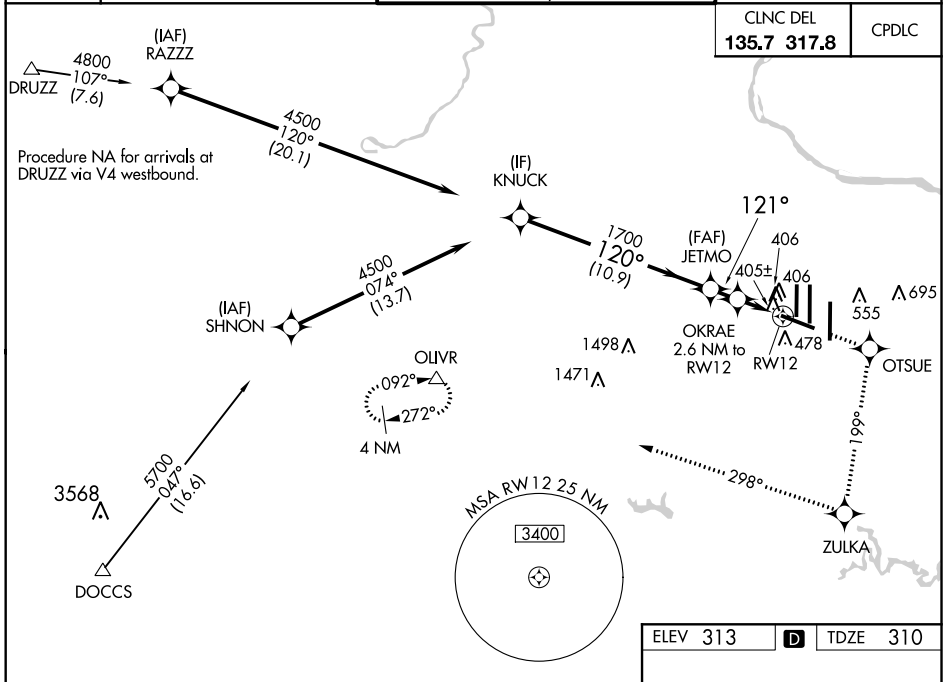 CLNC DEL
135.7 317.8
CPDLC
(IAF)
RAZZZ
4800
107°
(7.6)
DRUZZ
4500
120°
(20.1)
Procedure NA for arrivals at
DRUZZ via V4 westbound.
(IF)
KNUCK
121°
1700
120°
(10.9)
(FAF)
JETMO
406
405±
406
695
555
4500
074°
(13.7)
(IAF)
SHNON
OKRAE
2.6 NM to
RW12
RW12
478
OTSUE
1498
1471
OLIVR
092°
272°
4 NM
199°
5700
047°
(16.6)
3568
298°
MSA RW12 25 NM
3400
ZULKA
DOCCS
ELEV 313
D
TDZE 310